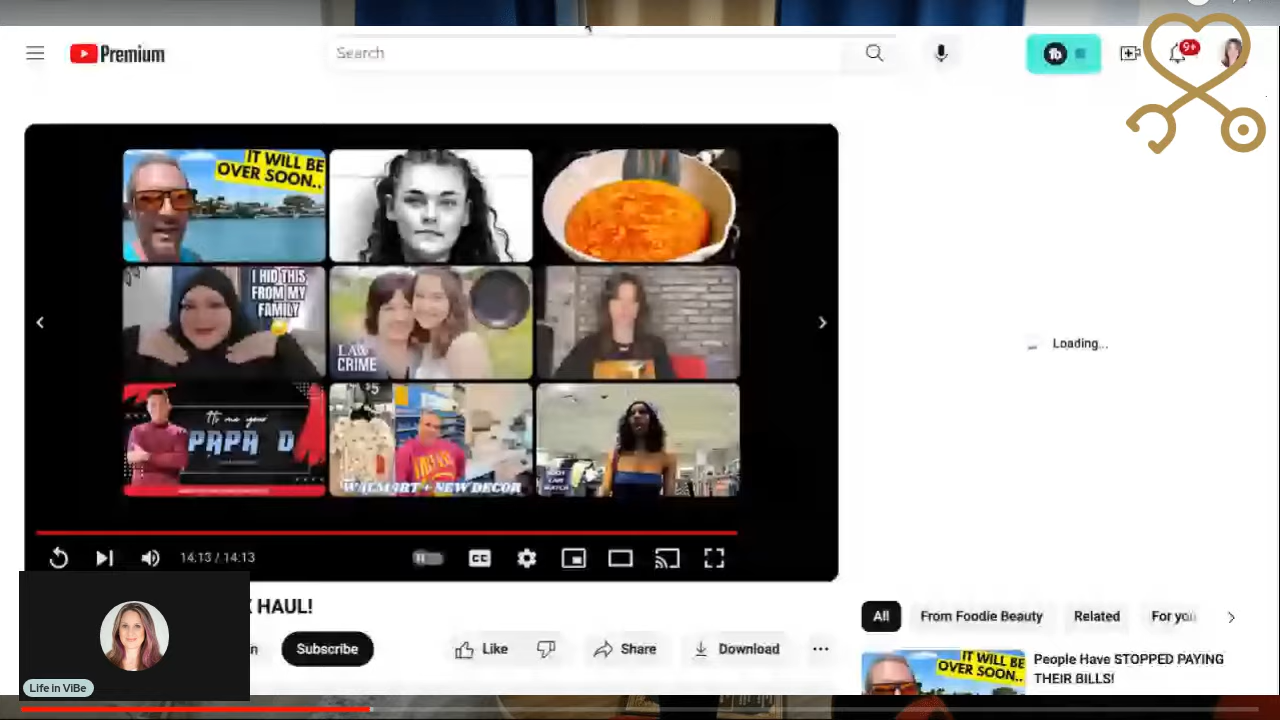 Premium
Search
9+
IT WILL BE
OVER SOON..
I HID THIS
FROM MY
FAMILY
LAW
CRIME
It's me your
PAPA D
$5
WALMART + NEW DECOR
Loading...
14:13 / 14:13
CC
HAUL!
Subscribe
Like
Share
Download
All
From Foodie Beauty
Related
For you
IT WILL BE
OVER SOON..
People Have STOPPED PAYING
THEIR BILLS!
Life in ViBe